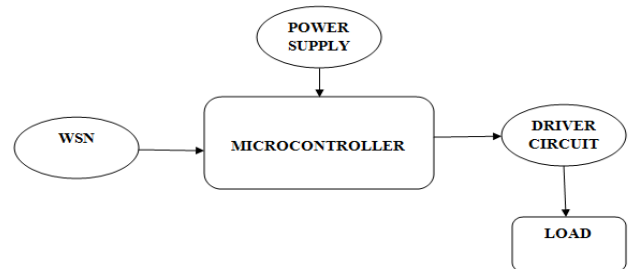 POWER
SUPPLY
WSN
MICROCONTROLLER
DRIVER
CIRCUIT
LOAD